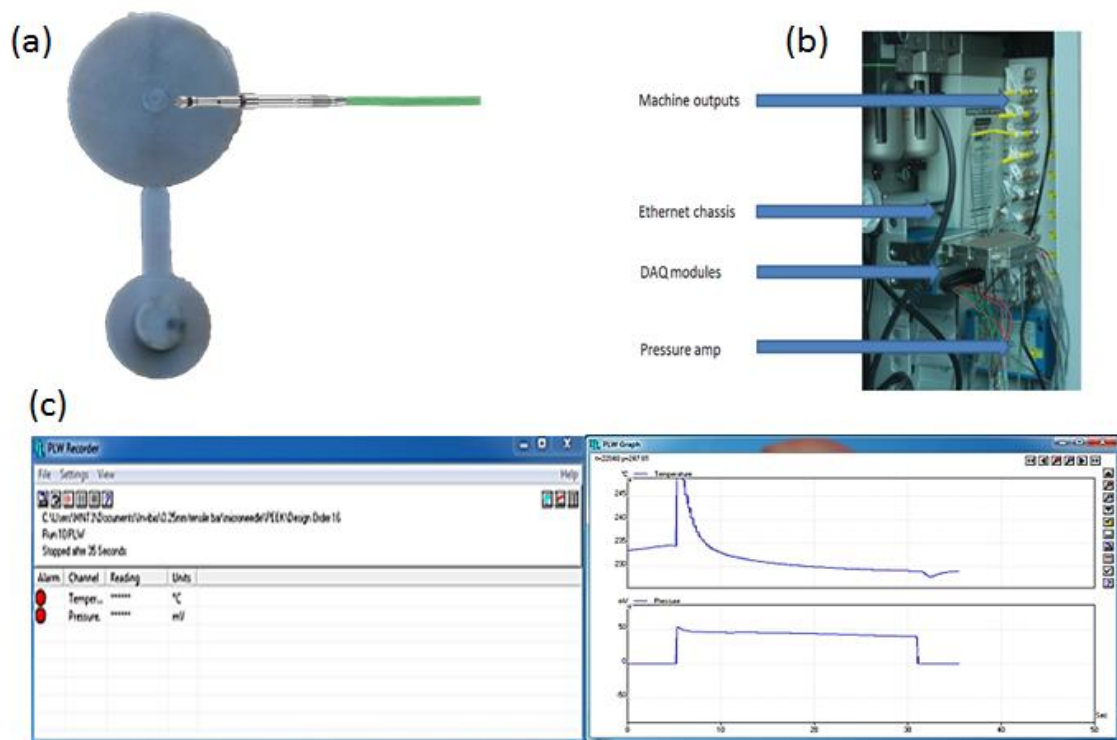 (a)
(b)
Machine outputs
Ethernet chassis
DAQ modules
Pressure amp
(c)
PLW Recorder
File Settings View Help
Run 10.PLW
Stopped after 35 Seconds
Alarm Channel Reading Units
Temper... ****** °C
Pressure. ****** mV
PLW Graph
°C Temperature
245
240
235
230
mV Pressure
50
0
-50
0 10 20 30 40 50
Sec